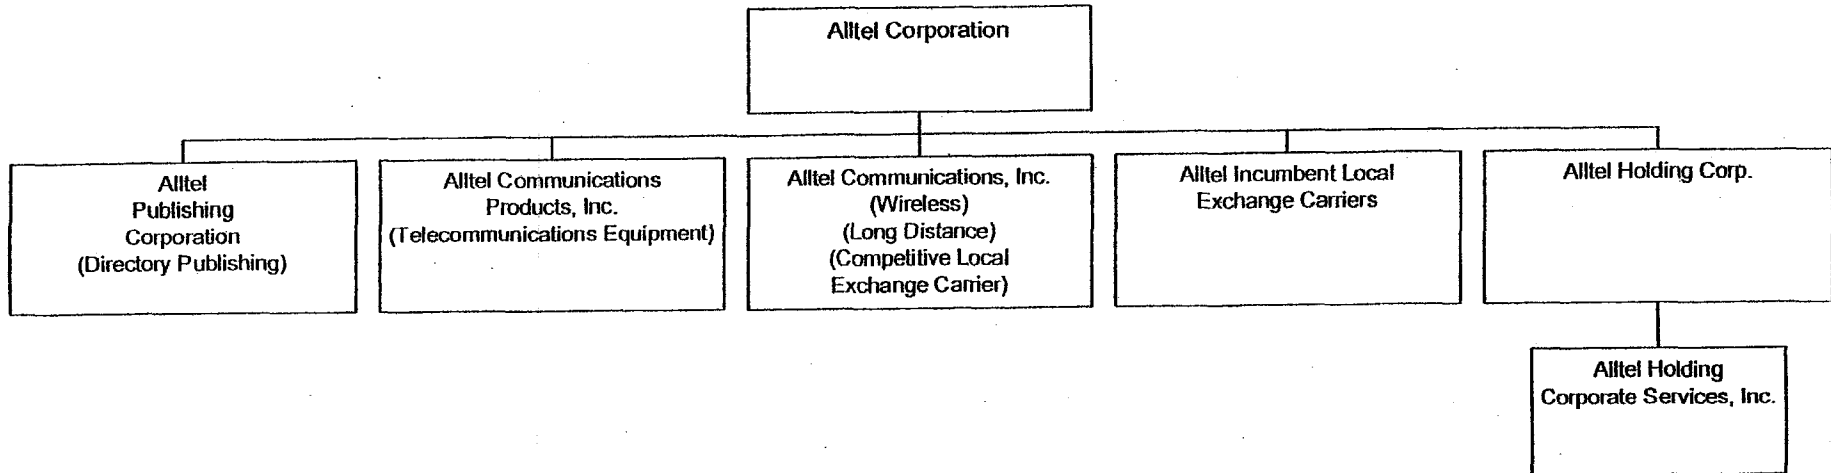 Alltel Corporation
Alltel
Publishing
Corporation
(Directory Publishing)
Alltel Communications
Products, Inc.
(Telecommunications Equipment)
Alltel Communications, Inc.
(Wireless)
(Long Distance)
(Competitive Local
Exchange Carrier)
Alltel Incumbent Local
Exchange Carriers
Alltel Holding Corp.
Alltel Holding
Corporate Services, Inc.